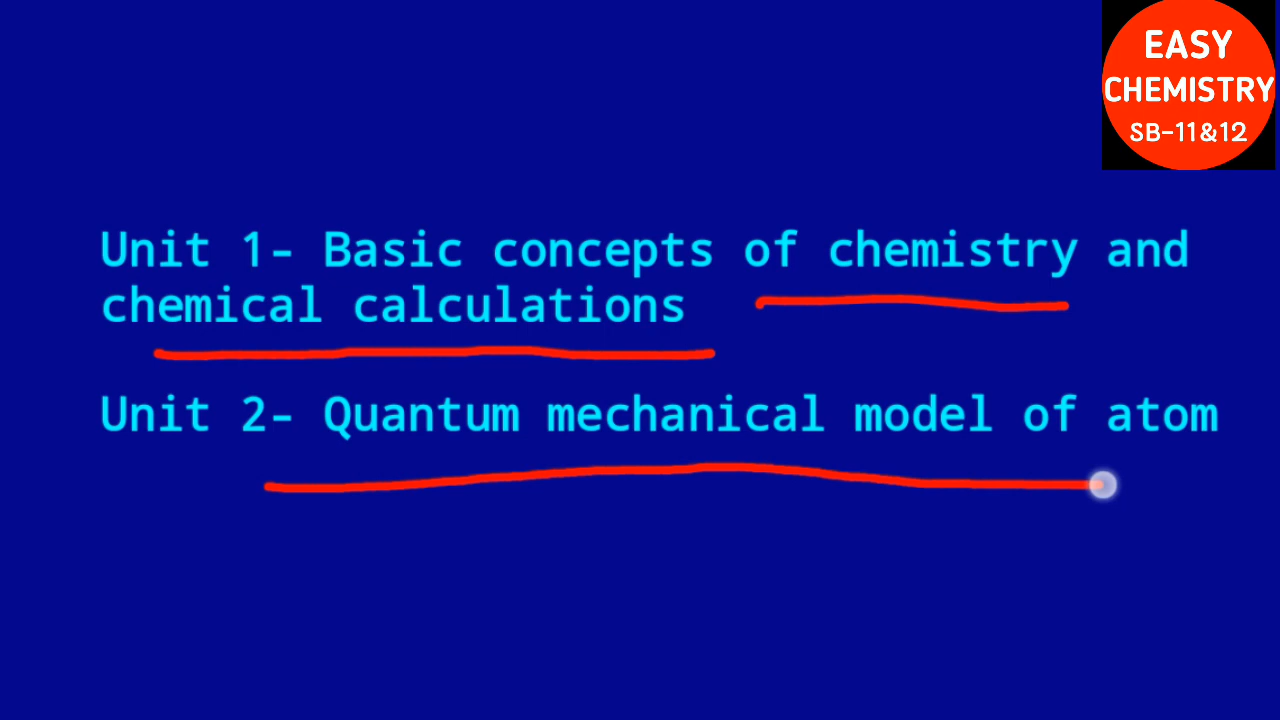 EASY
CHEMISTRY
SB-11&12
Unit 1- Basic concepts of chemistry and
chemical calculations
Unit 2- Quantum mechanical model of atom